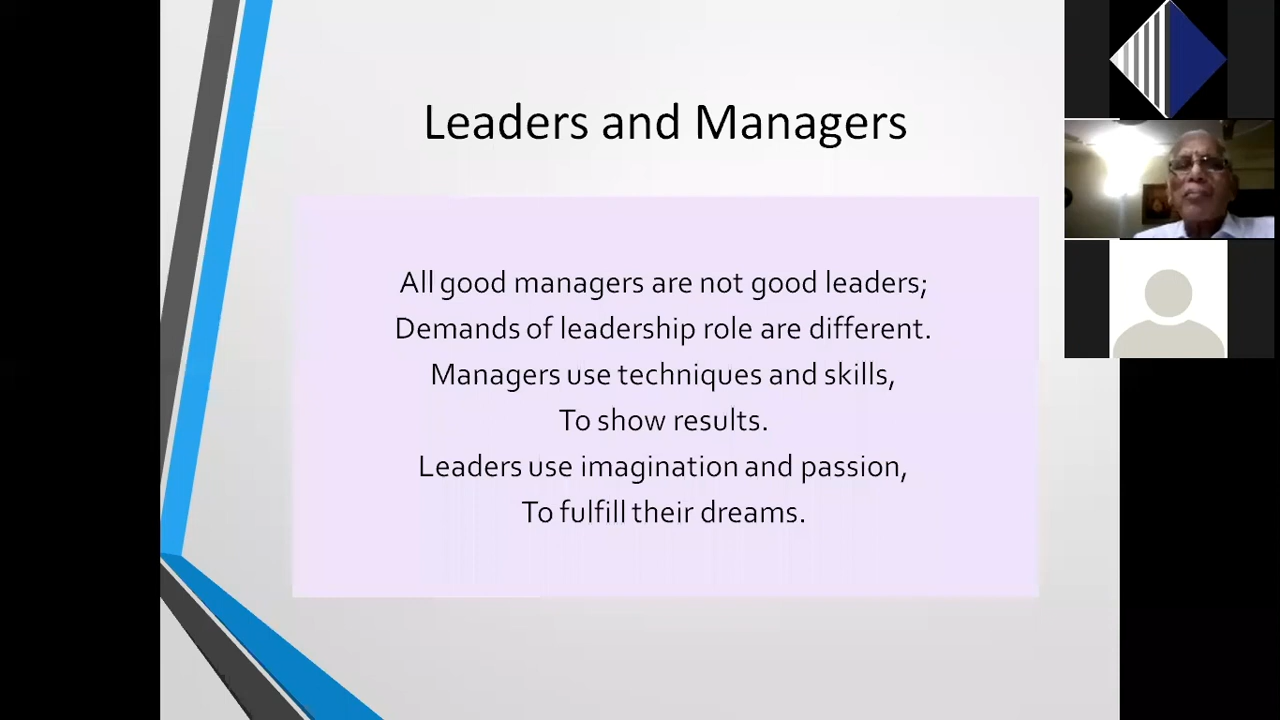 Leaders and Managers
All good managers are not good leaders;
Demands of leadership role are different.
Managers use techniques and skills,
To show results.
Leaders use imagination and passion,
To fulfill their dreams.